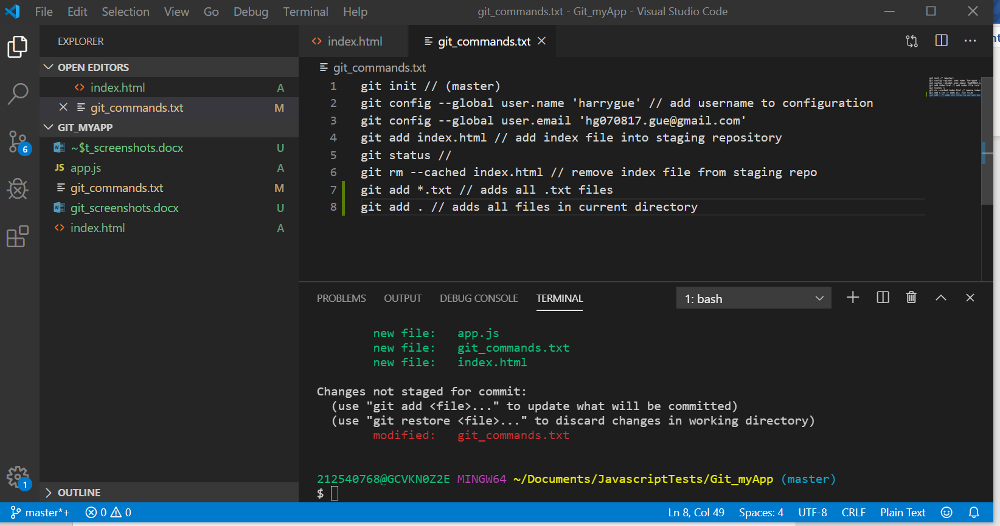 File Edit Selection View Go Debug Terminal Help
git_commands.txt - Git_myApp - Visual Studio Code
EXPLORER
OPEN EDITORS
index.html A
git_commands.txt M
GIT_MYAPP
~$t_screenshots.docx U
JS app.js A
git_commands.txt M
git_screenshots.docx U
index.html A
OUTLINE
6
1
index.html
git_commands.txt
git_commands.txt
1 git init // (master)
2 git config --global user.name 'harrygue' // add username to configuration
3 git config --global user.email 'hg070817.gue@gmail.com'
4 git add index.html // add index file into staging repository
5 git status //
6 git rm --cached index.html // remove index file from staging repo
7 git add *.txt // adds all .txt files
8 git add . // adds all files in current directory
PROBLEMS OUTPUT DEBUG CONSOLE TERMINAL
1: bash
new file: app.js
new file: git_commands.txt
new file: index.html
Changes not staged for commit:
(use "git add <file>..." to update what will be committed)
(use "git restore <file>..." to discard changes in working directory)
modified: git_commands.txt
212540768@GCVKN0Z2E MINGW64 ~/Documents/JavascriptTests/Git_myApp (master)
$
master*+ 0 0
Ln 8, Col 49 Spaces: 4 UTF-8 CRLF Plain Text